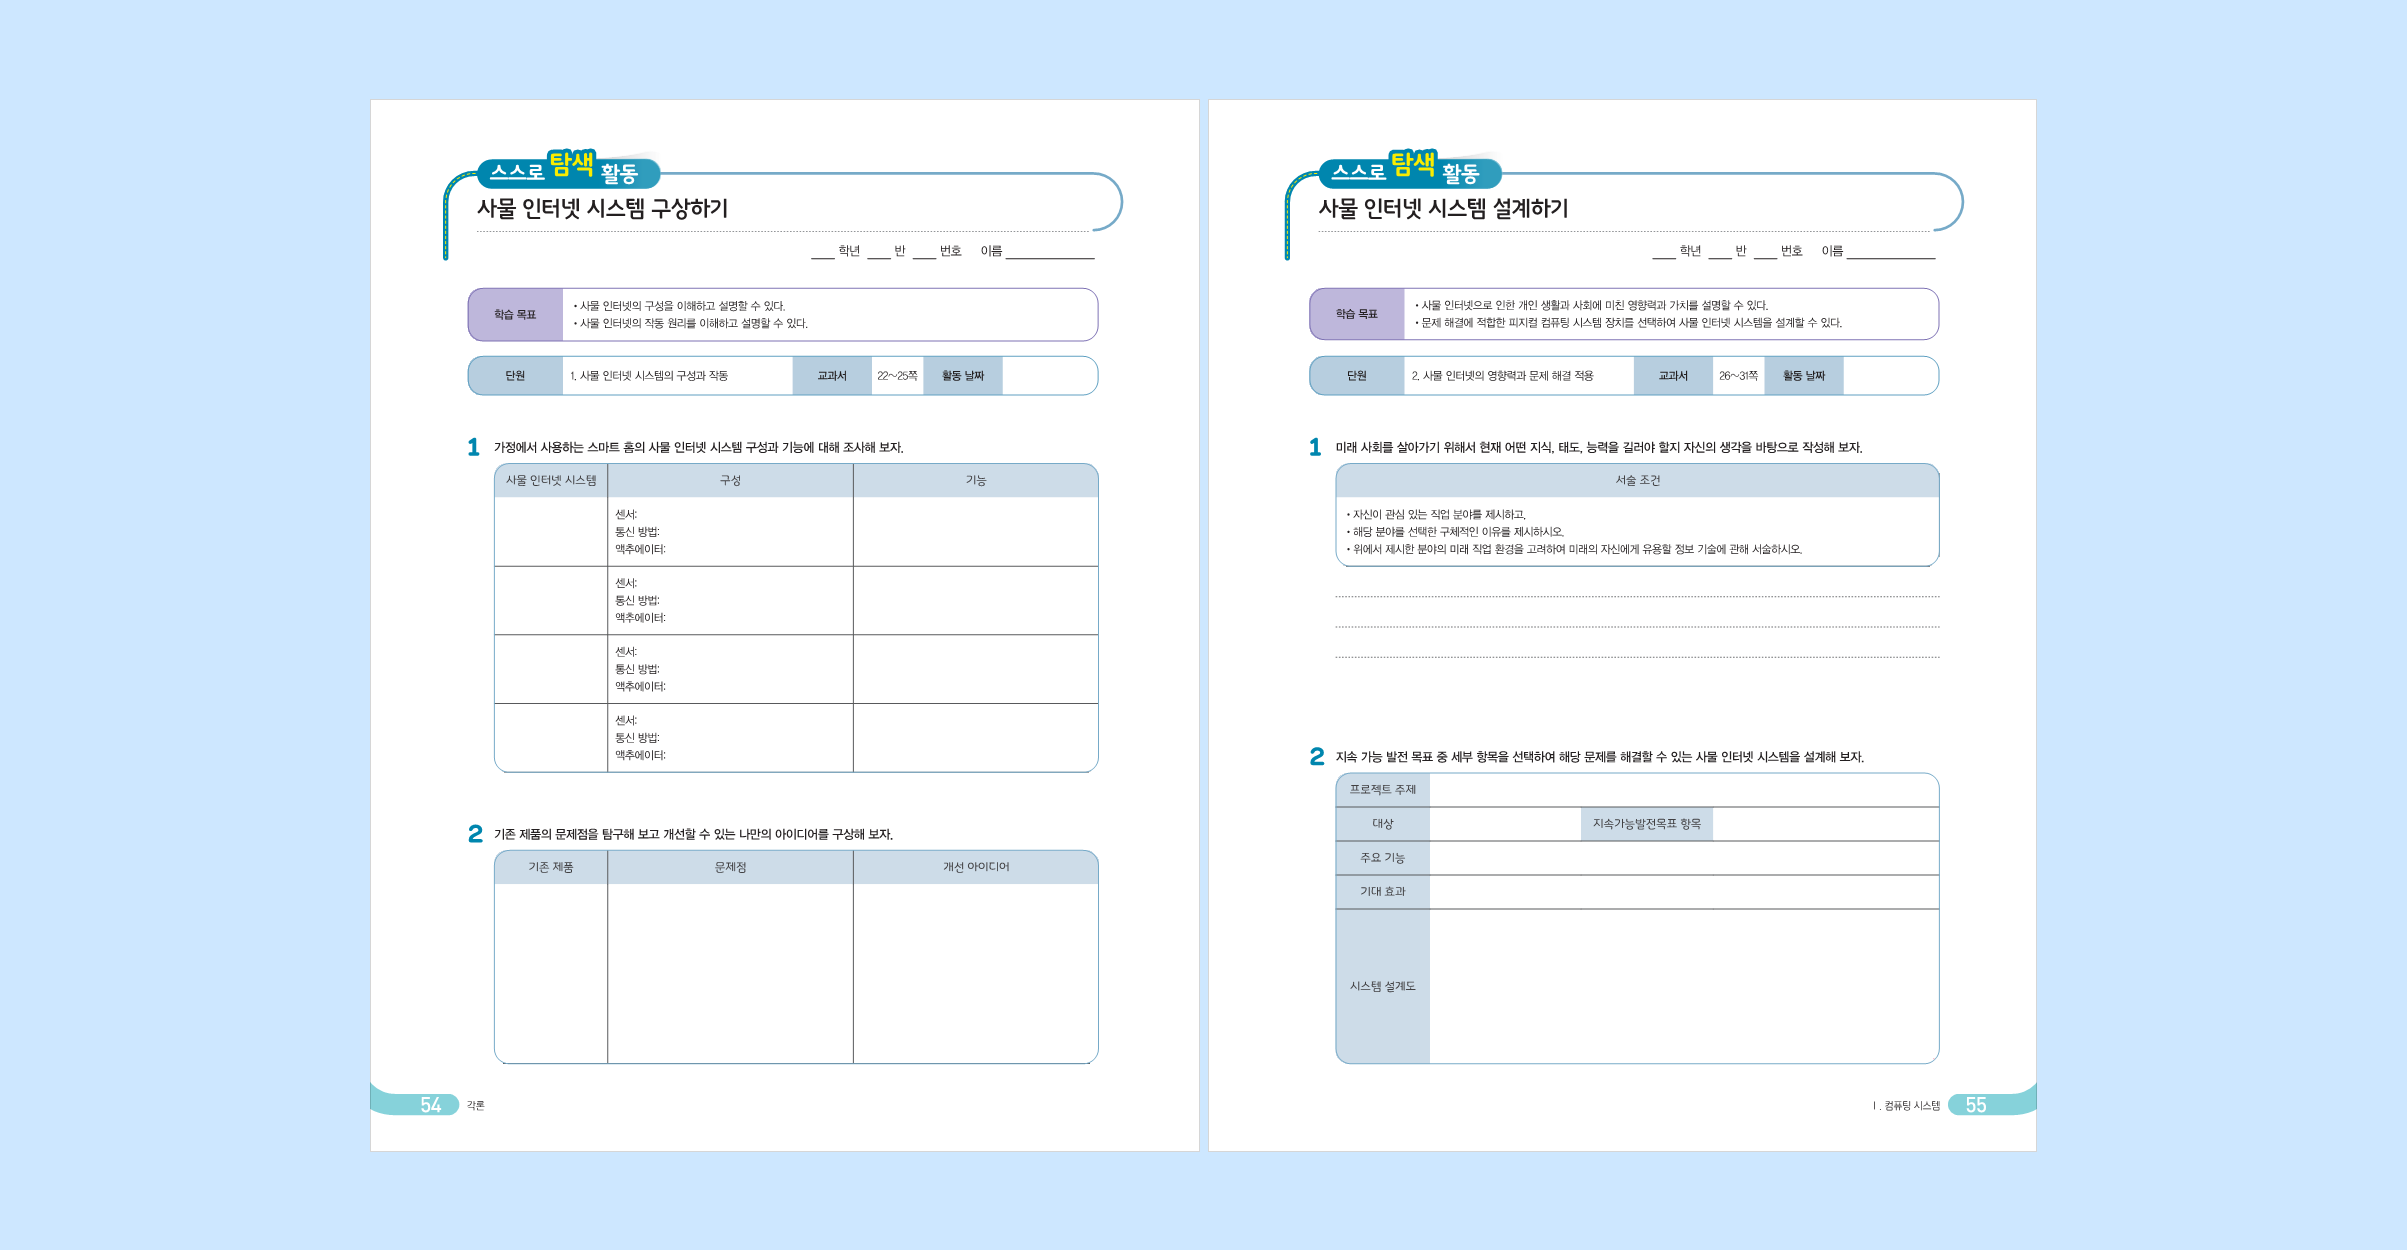 스스로 탐색 활동
사물 인터넷 시스템 구상하기
학년 반 번호 이름
학습 목표
• 사물 인터넷의 구성을 이해하고 설명할 수 있다.
• 사물 인터넷의 작동 원리를 이해하고 설명할 수 있다.
단원 1. 사물 인터넷 시스템의 구성과 작동 교과서 22~25쪽 활동 날짜
1 가정에서 사용하는 스마트 홈의 사물 인터넷 시스템 구성과 기능에 대해 조사해 보자.
사물 인터넷 시스템 구성 기능
센서:
통신 방법:
액추에이터:
센서:
통신 방법:
액추에이터:
센서:
통신 방법:
액추에이터:
센서:
통신 방법:
액추에이터:
2 기존 제품의 문제점을 탐구해 보고 개선할 수 있는 나만의 아이디어를 구상해 보자.
기존 제품 문제점 개선 아이디어
54 각론
스스로 탐색 활동
사물 인터넷 시스템 설계하기
학년 반 번호 이름
학습 목표
• 사물 인터넷으로 인한 개인 생활과 사회에 미친 영향력과 가치를 설명할 수 있다.
• 문제 해결에 적합한 피지컬 컴퓨팅 시스템 장치를 선택하여 사물 인터넷 시스템을 설계할 수 있다.
단원 2. 사물 인터넷의 영향력과 문제 해결 적용 교과서 26~31쪽 활동 날짜
1 미래 사회를 살아가기 위해서 현재 어떤 지식, 태도, 능력을 길러야 할지 자신의 생각을 바탕으로 작성해 보자.
서술 조건
• 자신이 관심 있는 직업 분야를 제시하고,
• 해당 분야를 선택한 구체적인 이유를 제시하시오.
• 위에서 제시한 분야의 미래 직업 환경을 고려하여 미래의 자신에게 유용할 정보 기술에 관해 서술하시오.
2 지속 가능 발전 목표 중 세부 항목을 선택하여 해당 문제를 해결할 수 있는 사물 인터넷 시스템을 설계해 보자.
프로젝트 주제
대상 지속가능발전목표 항목
주요 기능
기대 효과
시스템 설계도
Ⅰ. 컴퓨팅 시스템 55